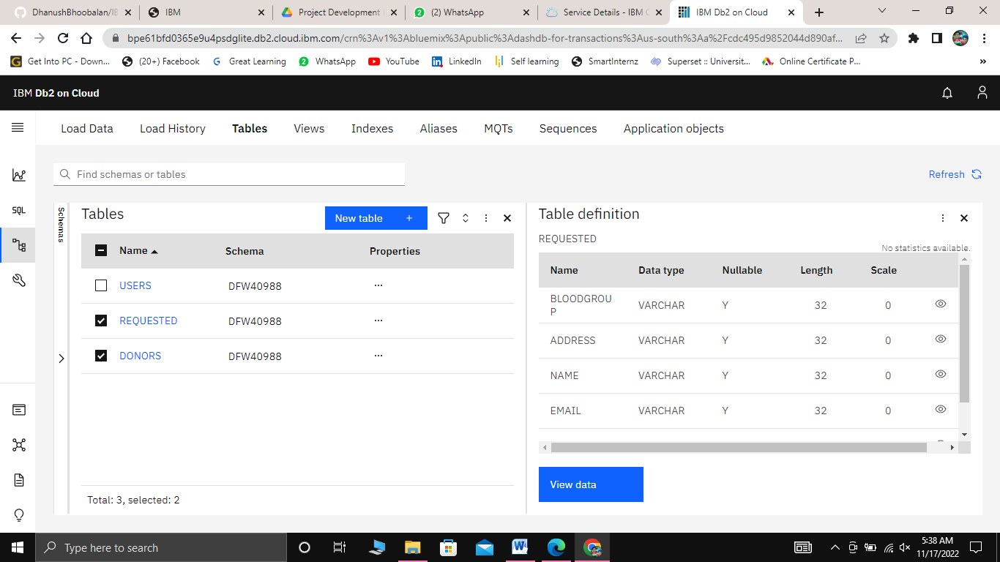 DhanushBhoobalan/IB
IBM
Project Development
(2) WhatsApp
Service Details - IBM C
IBM Db2 on Cloud
bpe61bfd0365e9u4psdglite.db2.cloud.ibm.com/crn%3Av1%3Abluemix%3Apublic%3Adashdb-for-transactions%3Aus-south%3Aa%2Fcdc495d9852044d890af...
Get Into PC - Down...
(20+) Facebook
Great Learning
2 WhatsApp
YouTube
LinkedIn
Self learning
SmartInternz
Superset :: Universit...
Online Certificate P...
»
IBM Db2 on Cloud
Load Data
Load History
Tables
Views
Indexes
Aliases
MQTs
Sequences
Application objects
Find schemas or tables
Refresh
SQL
Schemas
Tables
New table +
Name Schema Properties
USERS DFW40988 ...
REQUESTED DFW40988 ...
DONORS DFW40988 ...
Total: 3, selected: 2
Table definition
REQUESTED
No statistics available.
Name Data type Nullable Length Scale
BLOODGROU
P VARCHAR Y 32 0
ADDRESS VARCHAR Y 32 0
NAME VARCHAR Y 32 0
EMAIL VARCHAR Y 32 0
View data
Type here to search
5:38 AM
11/17/2022